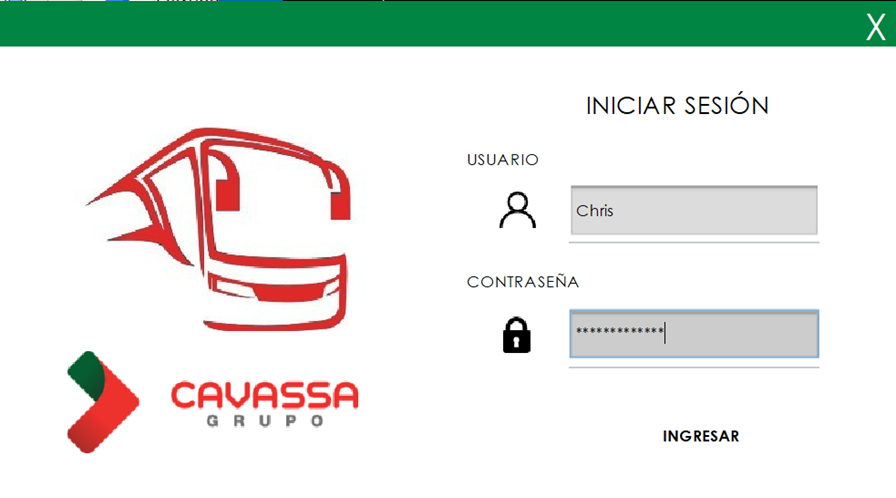 X
INICIAR SESIÓN
USUARIO
Chris
CONTRASEÑA
*************
INGRESAR
CAVASSA
GRUPO